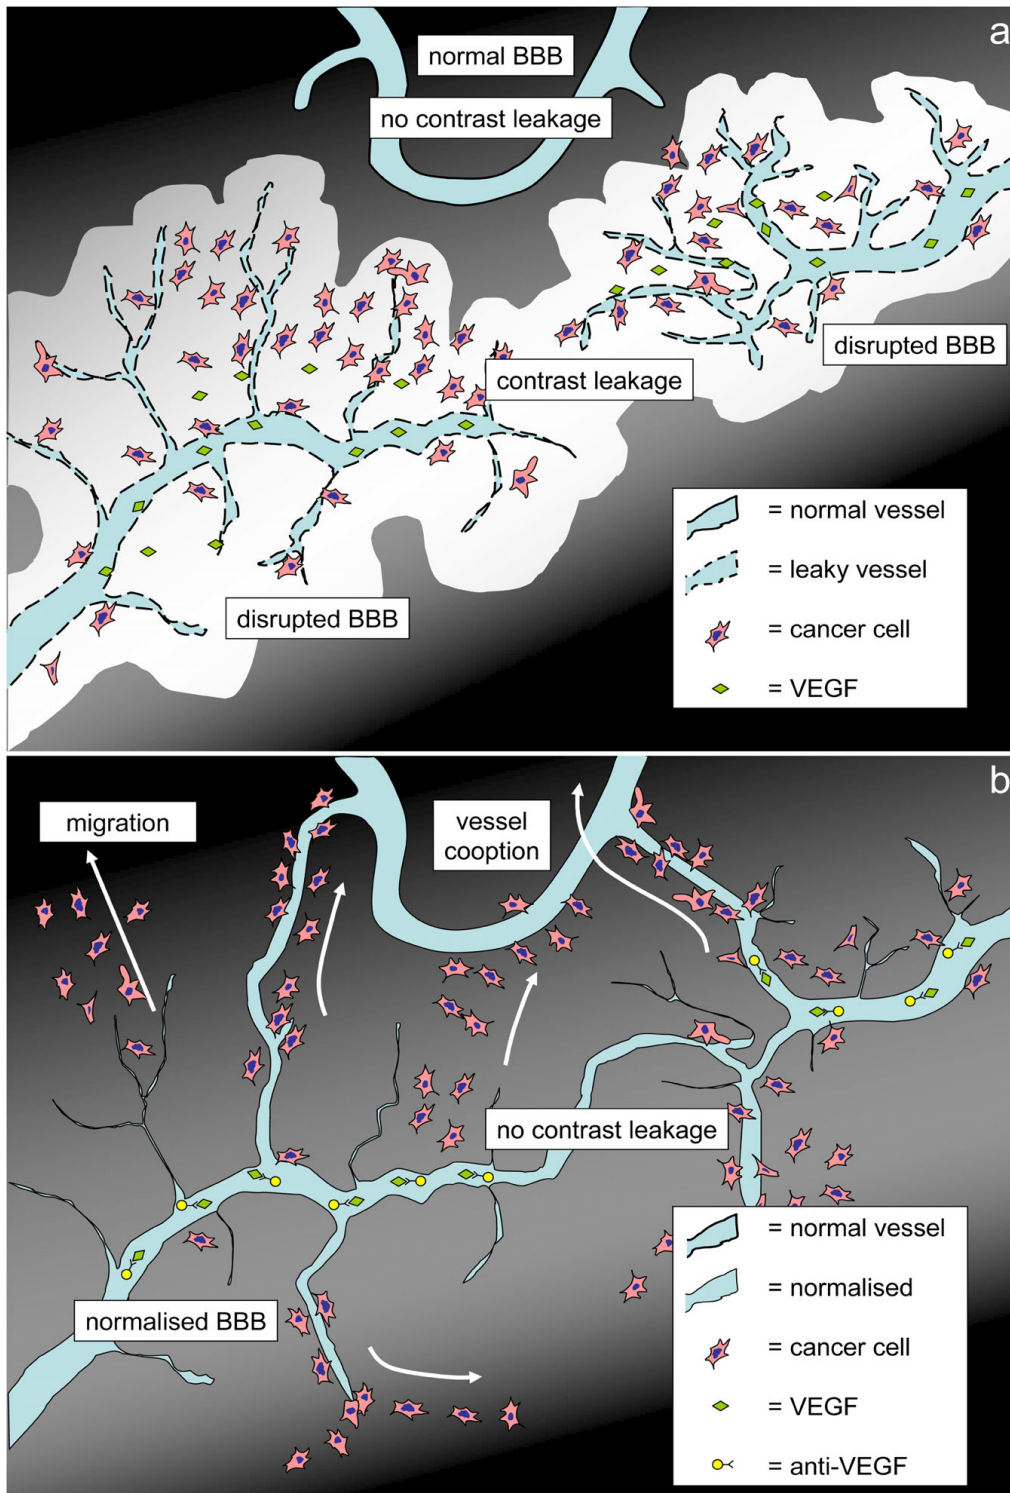 a
normal BBB
no contrast leakage
contrast leakage
disrupted BBB
disrupted BBB
= normal vessel
= leaky vessel
= cancer cell
= VEGF
b
migration
vessel
cooption
no contrast leakage
normalised BBB
= normal vessel
= normalised
= cancer cell
= VEGF
= anti-VEGF